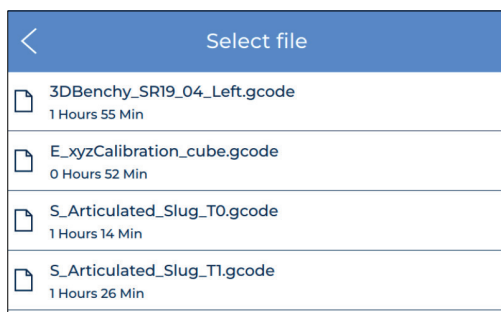 Select file
3DBenchy_SR19_04_Left.gcode
1 Hours 55 Min
E_xyzCalibration_cube.gcode
0 Hours 52 Min
S_Articulated_Slug_T0.gcode
1 Hours 14 Min
S_Articulated_Slug_T1.gcode
1 Hours 26 Min